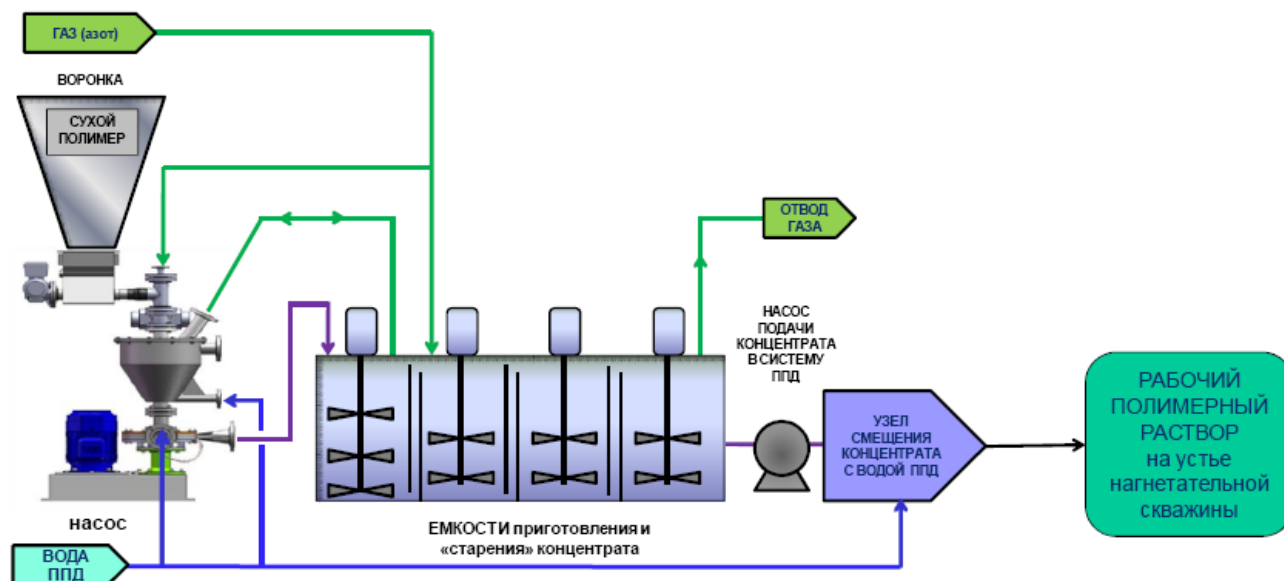 ГАЗ (азот)
ВОРОНКА
СУХОЙ
ПОЛИМЕР
ОТВОД
ГАЗА
НАСОС
ПОДАЧИ
КОНЦЕНТРАТА
В СИСТЕМУ
ППД
УЗЕЛ
СМЕЩЕНИЯ
КОНЦЕНТРАТА
С ВОДОЙ ППД
РАБОЧИЙ
ПОЛИМЕРНЫЙ
РАСТВОР
на устье
нагнетательной
скважины
насос
ЕМКОСТИ приготовления и
«старения» концентрата
ВОДА
ППД